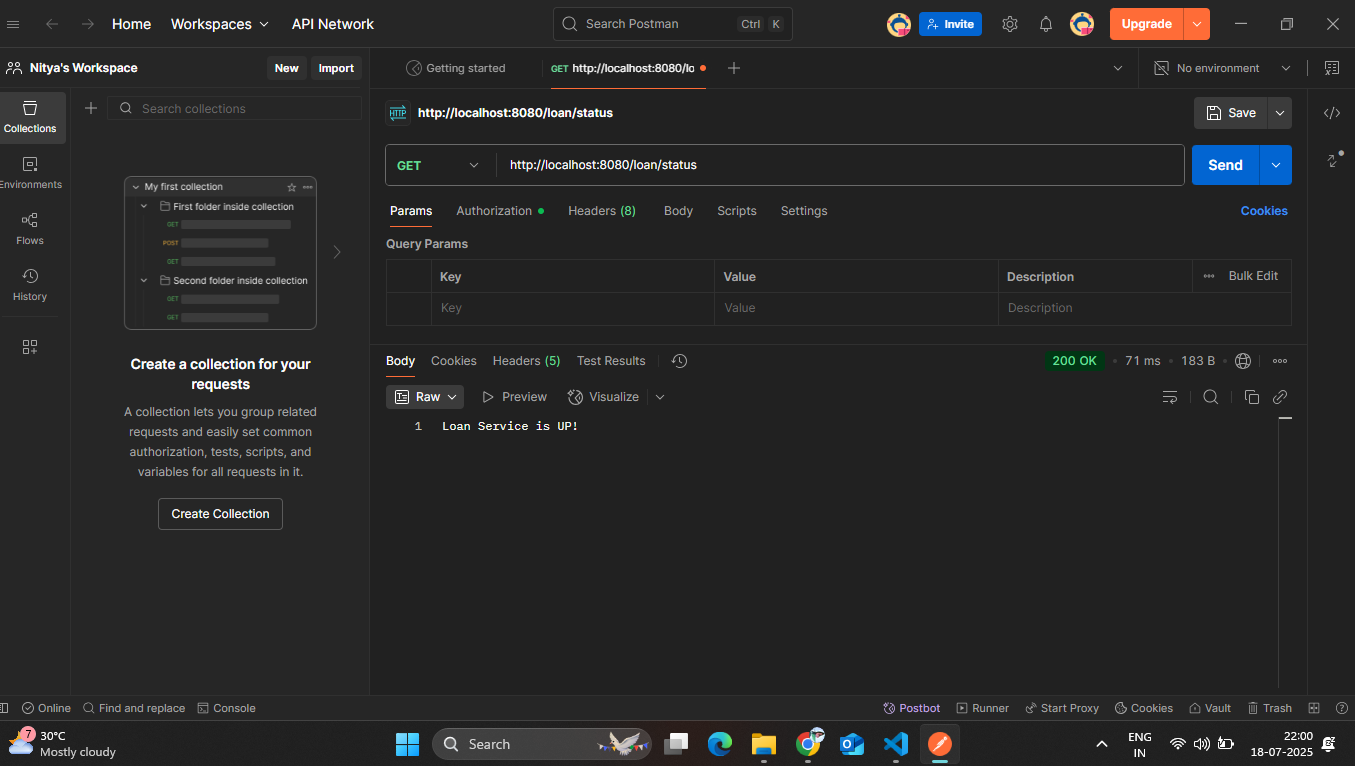 Home Workspaces API Network Search Postman Ctrl K Invite Upgrade
Nitya's Workspace New Import Getting started GET http://localhost:8080/lo No environment
Search collections
http://localhost:8080/loan/status Save
Collections
GET http://localhost:8080/loan/status Send
Environments
My first collection
First folder inside collection
GET
POST
GET
Second folder inside collection
GET
GET
Flows
History
Params Authorization Headers (8) Body Scripts Settings Cookies
Query Params
Key Value Description Bulk Edit
Key Value Description
Create a collection for your
requests
A collection lets you group related
requests and easily set common
authorization, tests, scripts, and
variables for all requests in it.
Create Collection
Body Cookies Headers (5) Test Results 200 OK 71 ms 183 B
Raw Preview Visualize
1 Loan Service is UP!
Online Find and replace Console Postbot Runner Start Proxy Cookies Vault Trash
7
30°C
Mostly cloudy
Search
ENG
IN
22:00
18-07-2025